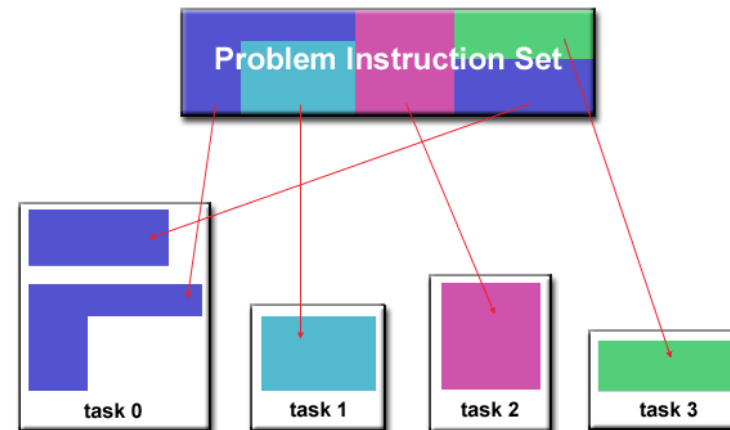 Problem Instruction Set
task 0
task 1
task 2
task 3